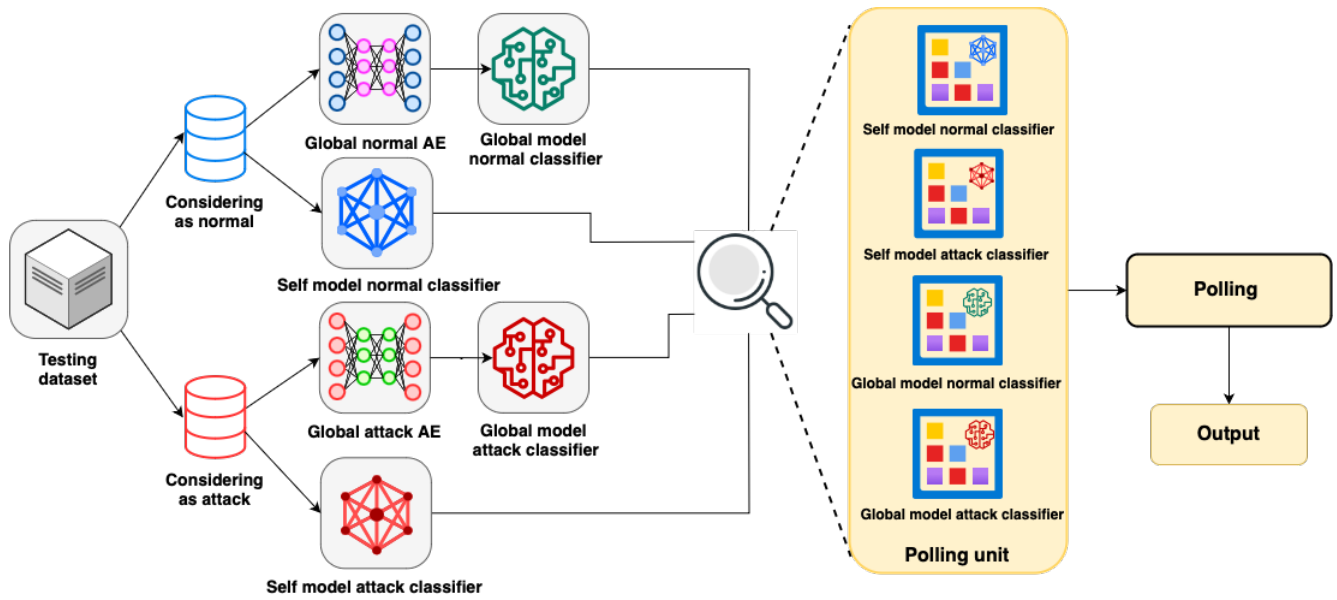 Testing
dataset
Considering
as normal
Considering
as attack
Global normal AE
Global model
normal classifier
Self model normal classifier
Global attack AE
Global model
attack classifier
Self model attack classifier
Self model normal classifier
Self model attack classifier
Global model normal classifier
Global model attack classifier
Polling unit
Polling
Output